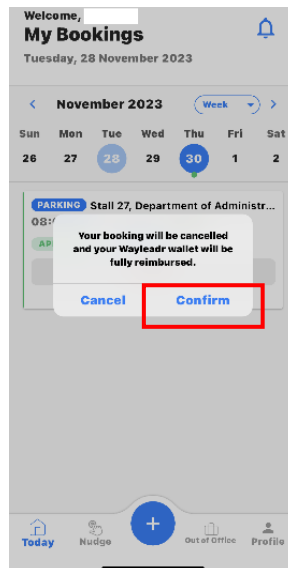 Welcome,
My Bookings
Tuesday, 28 November 2023
< November 2023 Week >
Sun Mon Tue Wed Thu Fri Sat
26 27 28 29 30 1 2
PARKING Stall 27, Department of Administr...
08:
AP
Your booking will be cancelled
and your Wayleadr wallet will be
fully reimbursed.
Cancel Confirm
+
Today Nudge Out of Office Profile